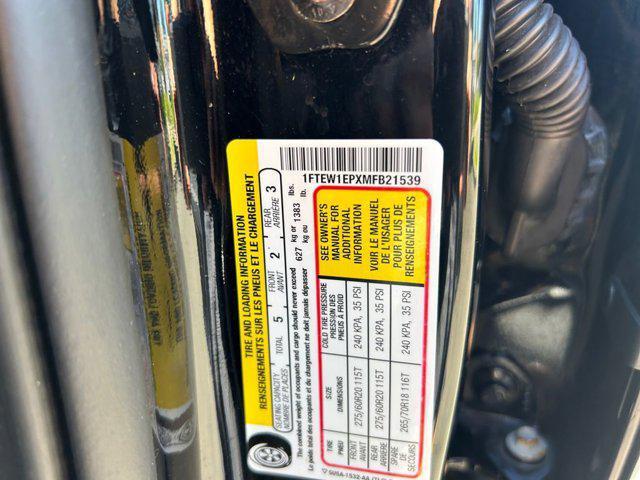 1FTEW1EPXMFB21539
TIRE AND LOADING INFORMATION
RENSEIGNEMENTS SUR LES PNEUS ET LE CHARGEMENT
SEATING CAPACITY
NOMBRE DE PLACES
TOTAL 5
FRONT
AVANT 2
REAR
ARRIÈRE 3
The combined weight of occupants and cargo should never exceed
Le poids total des occupants et du chargement ne doit jamais dépasser
627 kg or 1383 lbs.
627 kg ou 1383 lb.
TIRE SIZE COLD TIRE PRESSURE
PNEU DIMENSIONS PRESSION DES PNEUS A FROID
FRONT
AVANT 275/60R20 115T 240 KPA, 35 PSI
REAR
ARRIÈRE 275/60R20 115T 240 KPA, 35 PSI
SPARE
DE SECOURS 265/70R18 116T 240 KPA, 35 PSI
SEE OWNER'S
MANUAL FOR
ADDITIONAL
INFORMATION
VOIR LE MANUEL
DE L'USAGER
POUR PLUS DE
RENSEIGNEMENTS